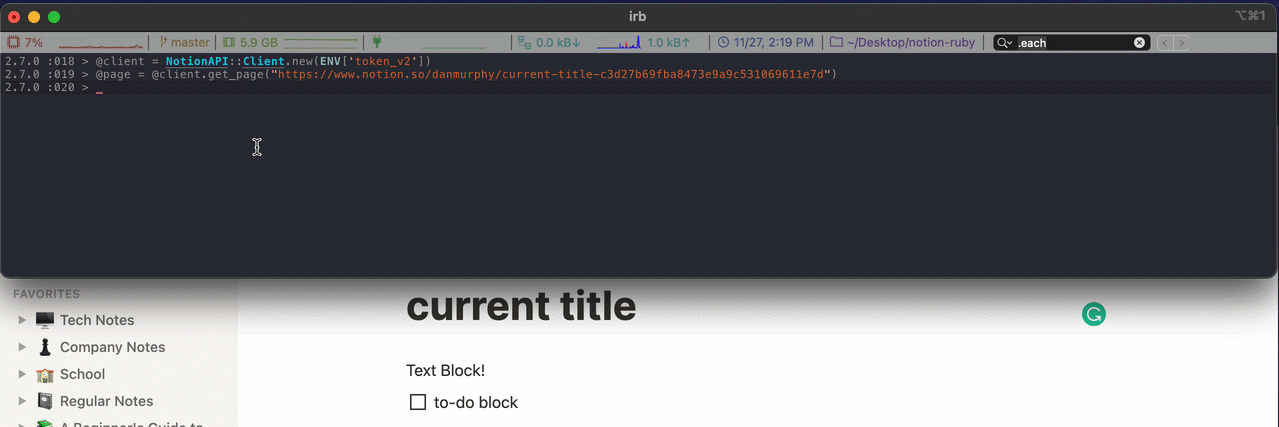 irb
⌥⌘1
7% master 5.9 GB 0.0 kB↓ 1.0 kB↑ 11/27, 2:19 PM ~/Desktop/notion-ruby .each
2.7.0 :018 > @client = NotionAPI::Client.new(ENV['token_v2'])
2.7.0 :019 > @page = @client.get_page("https://www.notion.so/danmurphy/current-title-c3d27b69fba8473e9a9c531069611e7d")
2.7.0 :020 > _
FAVORITES
Tech Notes
Company Notes
School
Regular Notes
A Beginner's Guide to
current title
Text Block!
to-do block